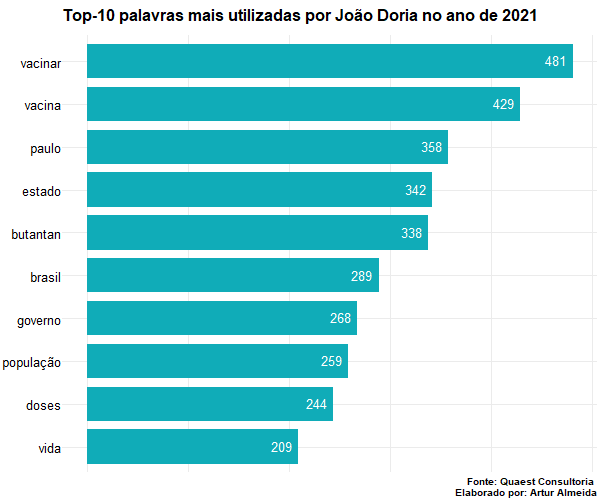 Top-10 palavras mais utilizadas por João Doria no ano de 2021
vacinar 481
vacina 429
paulo 358
estado 342
butantan 338
brasil 289
governo 268
população 259
doses 244
vida 209
Fonte: Quaest Consultoria
Elaborado por: Artur Almeida